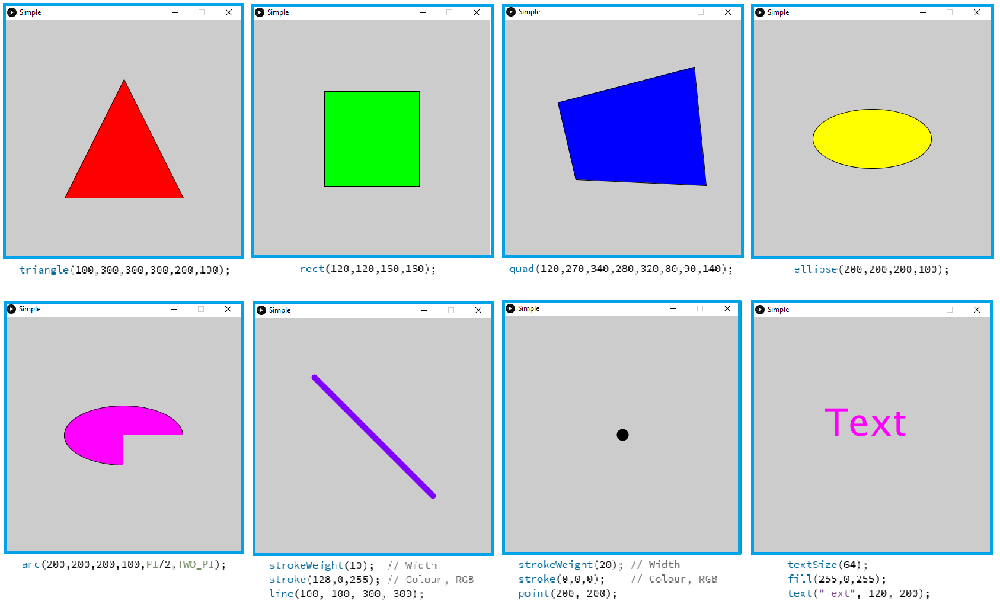 Simple
Simple
Simple
Simple
triangle(100,300,300,300,200,100);
rect(120,120,160,160);
quad(120,270,340,280,320,80,90,140);
ellipse(200,200,200,100);
Simple
Simple
Simple
Simple
Text
arc(200,200,200,100,PI/2,TWO_PI);
strokeWeight(10);  // Width
stroke(128,0,255); // Colour, RGB
line(100, 100, 300, 300);
strokeWeight(20); // Width
stroke(0,0,0);    // Colour, RGB
point(200, 200);
textSize(64);
fill(255,0,255);
text("Text", 120, 200);